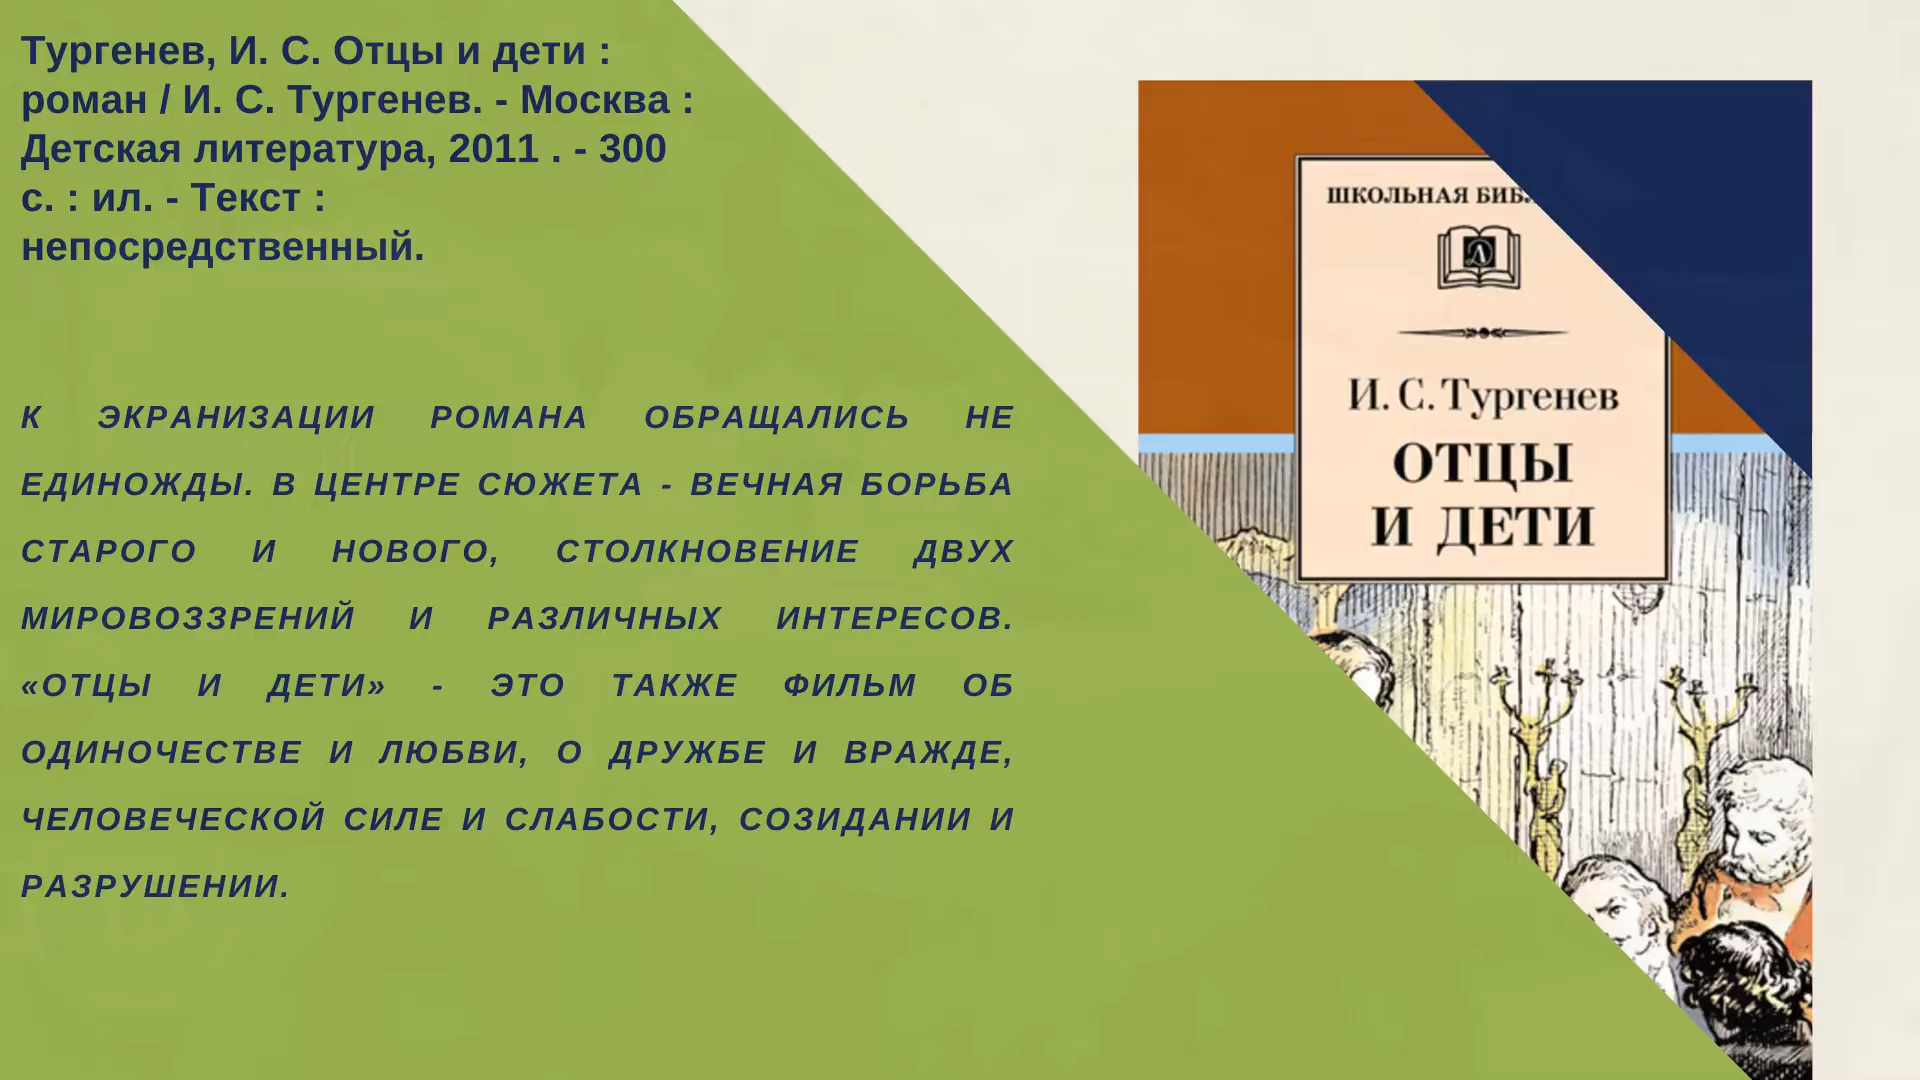 Тургенев, И. С. Отцы и дети :
роман / И. С. Тургенев. - Москва :
Детская литература, 2011 . - 300
с. : ил. - Текст :
непосредственный.
К ЭКРАНИЗАЦИИ РОМАНА ОБРАЩАЛИСЬ НЕ
ЕДИНОЖДЫ. В ЦЕНТРЕ СЮЖЕТА - ВЕЧНАЯ БОРЬБА
СТАРОГО И НОВОГО, СТОЛКНОВЕНИЕ ДВУХ
МИРОВОЗЗРЕНИЙ И РАЗЛИЧНЫХ ИНТЕРЕСОВ.
«ОТЦЫ И ДЕТИ» - ЭТО ТАКЖЕ ФИЛЬМ ОБ
ОДИНОЧЕСТВЕ И ЛЮБВИ, О ДРУЖБЕ И ВРАЖДЕ,
ЧЕЛОВЕЧЕСКОЙ СИЛЕ И СЛАБОСТИ, СОЗИДАНИИ И
РАЗРУШЕНИИ.
ШКОЛЬНАЯ
И. С. Тургенев
ОТЦЫ
И ДЕТИ